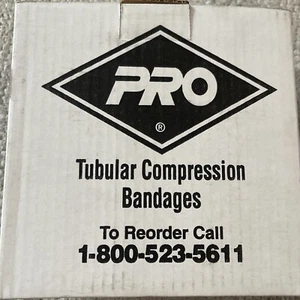 PRO
®
Tubular Compression
Bandages
To Reorder Call
1-800-523-5611